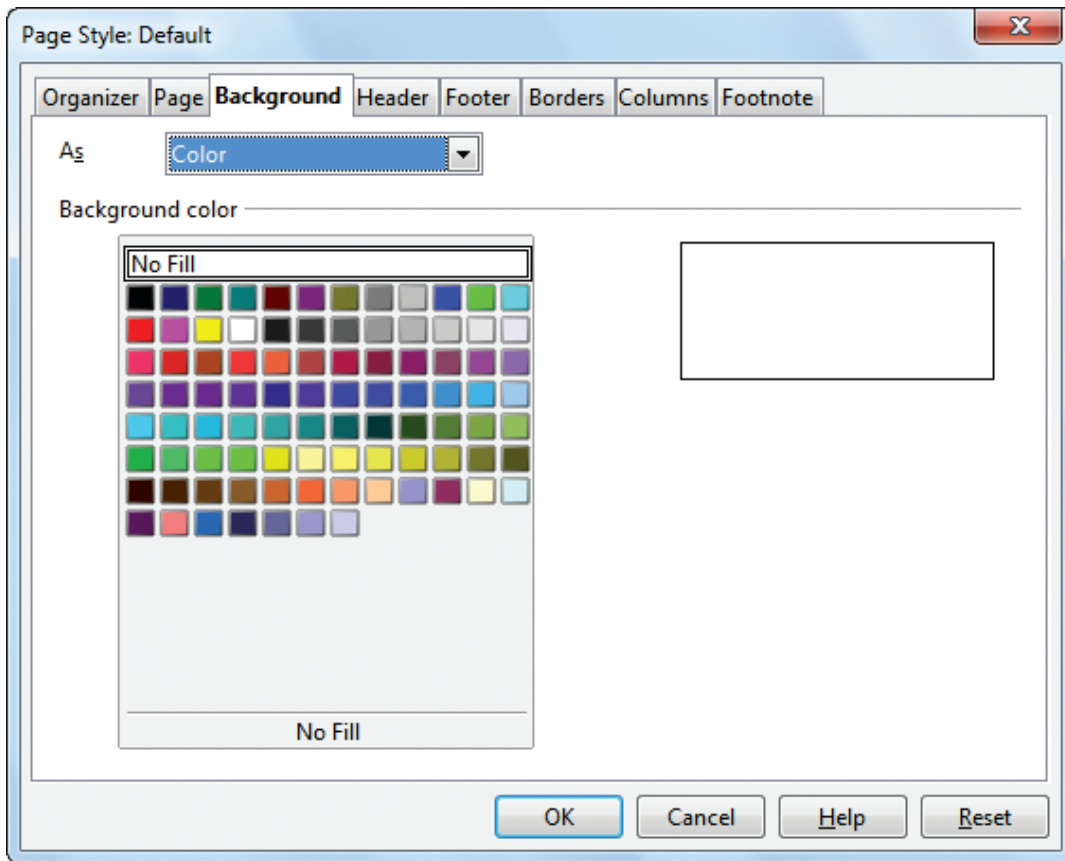 Page Style: Default
Organizer Page Background Header Footer Borders Columns Footnote
As Color
Background color
No Fill
No Fill
OK Cancel Help Reset